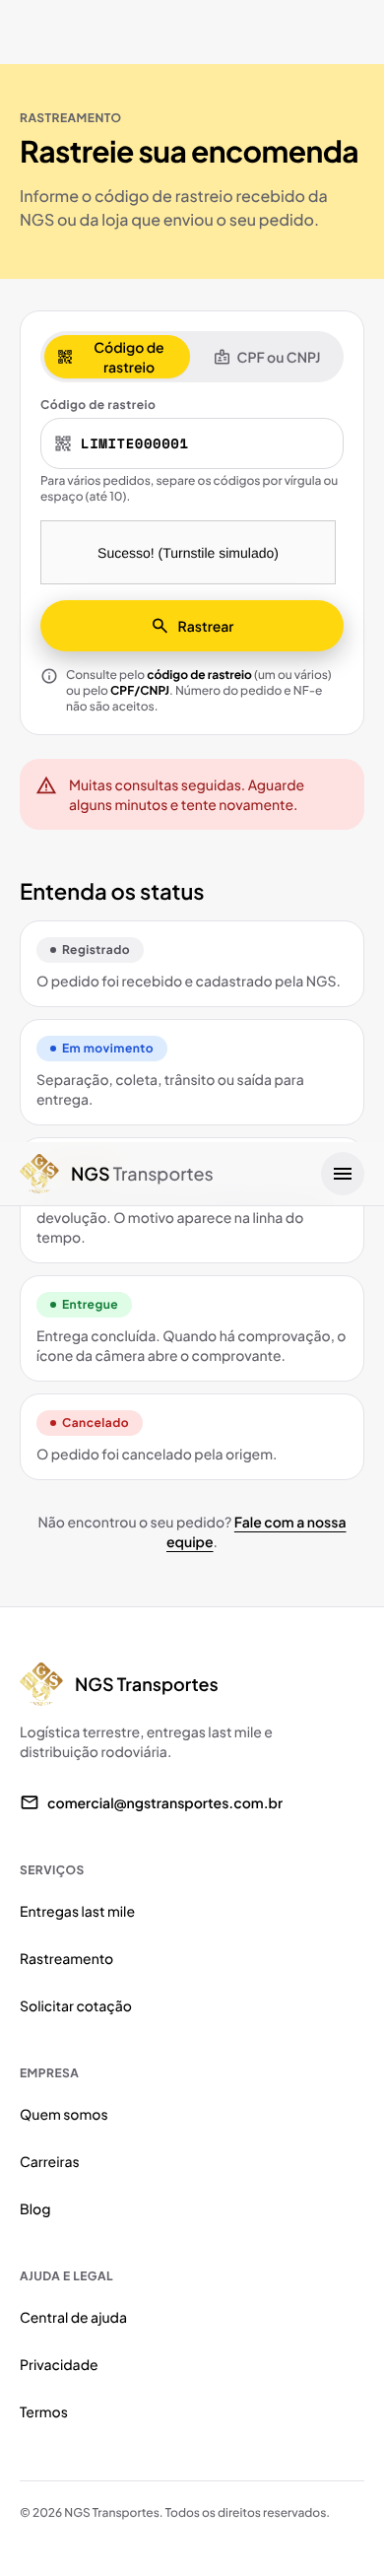 RASTREAMENTO
Rastreie sua encomenda
Informe o código de rastreio recebido da
NGS ou da loja que enviou o seu pedido.
Código de
rastreio
CPF ou CNPJ
Código de rastreio
LIMITE000001
Para vários pedidos, separe os códigos por vírgula ou
espaço (até 10).
Sucesso! (Turnstile simulado)
Rastrear
Consulte pelo código de rastreio (um ou vários)
ou pelo CPF/CNPJ. Número do pedido e NF-e
não são aceitos.
Muitas consultas seguidas. Aguarde
alguns minutos e tente novamente.
Entenda os status
Registrado
O pedido foi recebido e cadastrado pela NGS.
Em movimento
Separação, coleta, trânsito ou saída para
entrega.
NGS Transportes
devolução. O motivo aparece na linha do
tempo.
Entregue
Entrega concluída. Quando há comprovação, o
ícone da câmera abre o comprovante.
Cancelado
O pedido foi cancelado pela origem.
Não encontrou o seu pedido? Fale com a nossa
equipe.
NGS Transportes
Logística terrestre, entregas last mile e
distribuição rodoviária.
comercial@ngstransportes.com.br
SERVIÇOS
Entregas last mile
Rastreamento
Solicitar cotação
EMPRESA
Quem somos
Carreiras
Blog
AJUDA E LEGAL
Central de ajuda
Privacidade
Termos
© 2026 NGS Transportes. Todos os direitos reservados.